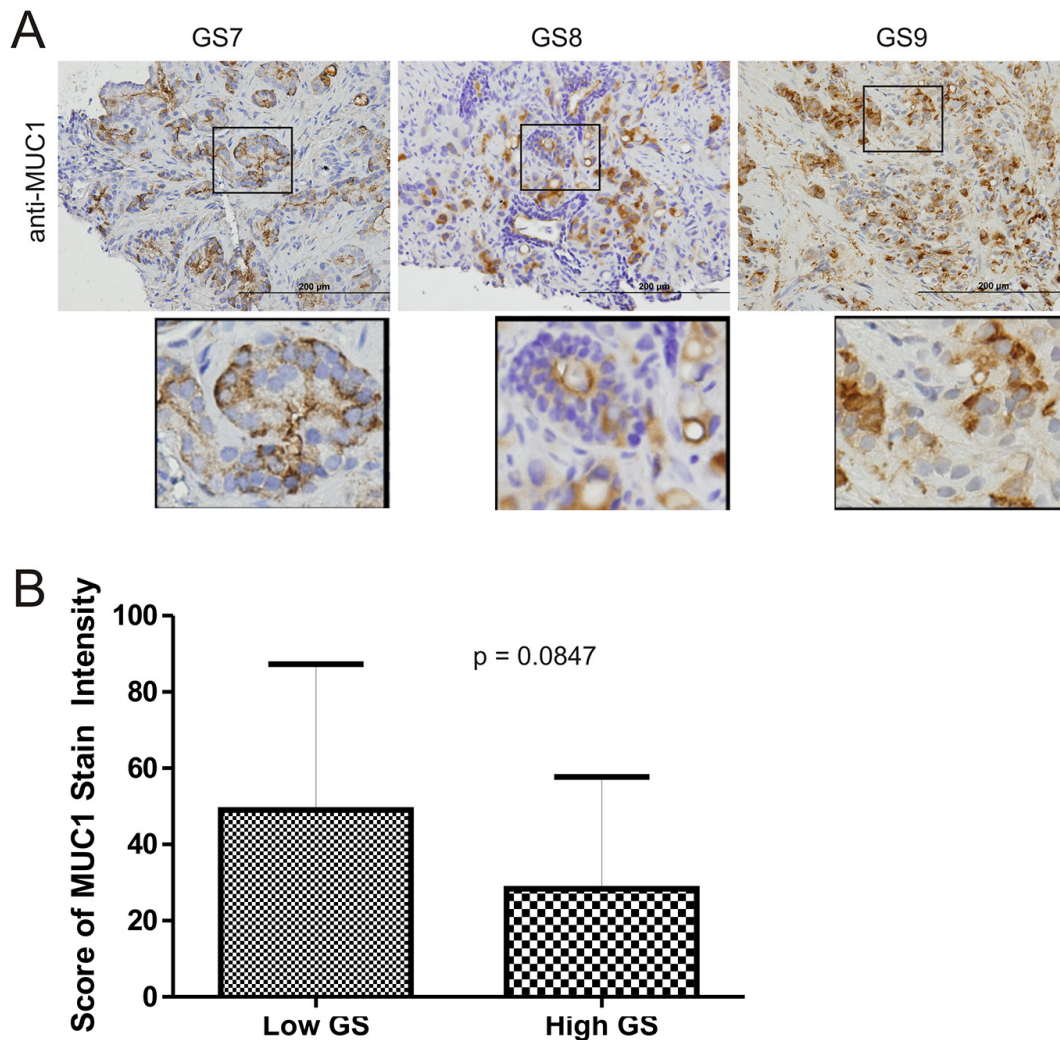 A
GS7 GS8 GS9
anti-MUC1
200 µm 200 µm 200 µm
B
Score of MUC1 Stain Intensity
100
80
60
40
20
0
p = 0.0847
Low GS High GS